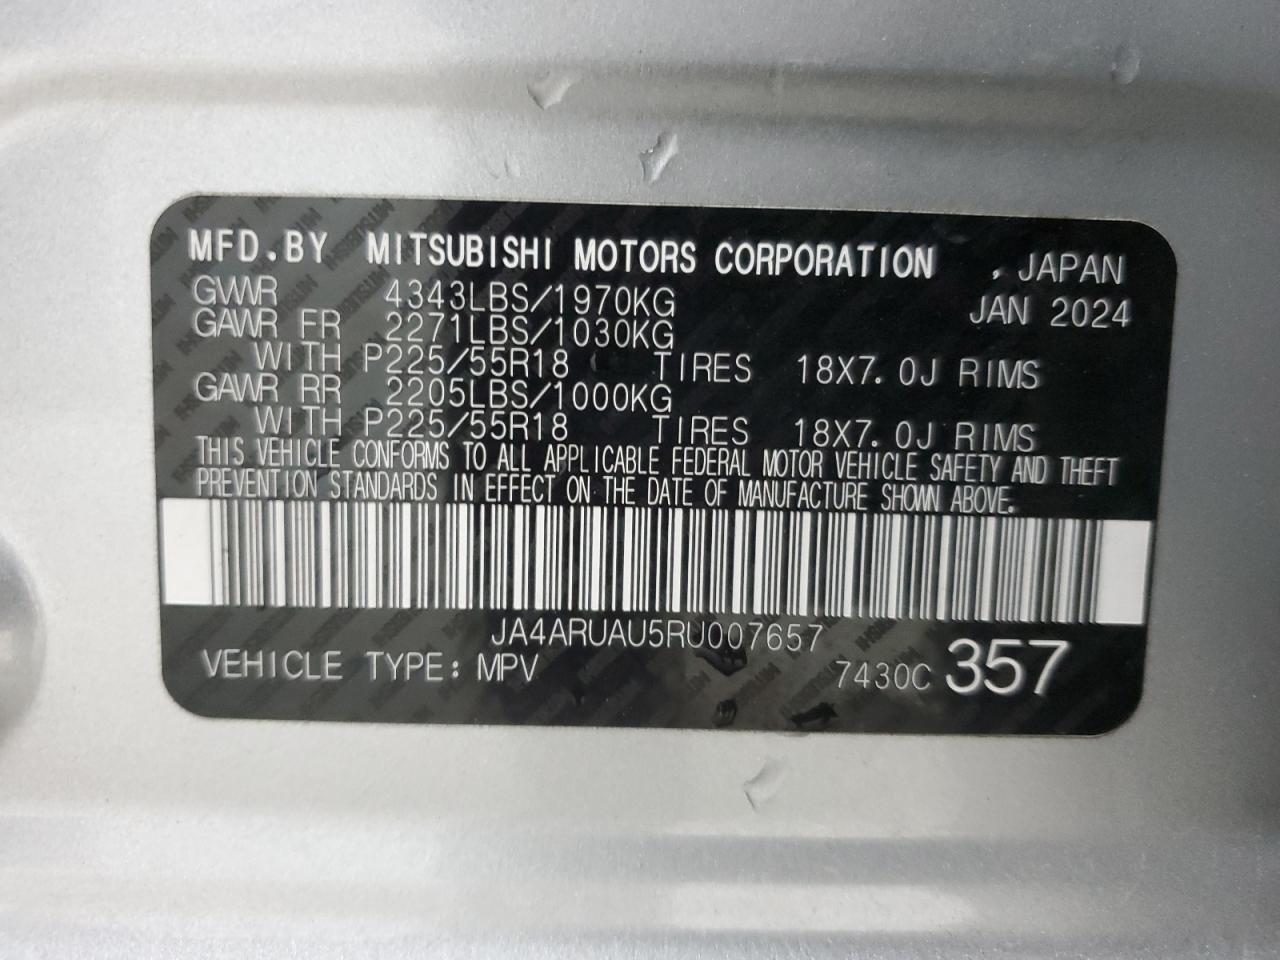 MFD.BY MITSUBISHI MOTORS CORPORATION , JAPAN
GVWR 4343LBS/1970KG JAN 2024
GAWR FR 2271LBS/1030KG
WITH P225/55R18 TIRES 18X7.0J RIMS
GAWR RR 2205LBS/1000KG
WITH P225/55R18 TIRES 18X7.0J RIMS
THIS VEHICLE CONFORMS TO ALL APPLICABLE FEDERAL MOTOR VEHICLE SAFETY AND THEFT
PREVENTION STANDARDS IN EFFECT ON THE DATE OF MANUFACTURE SHOWN ABOVE.
JA4ARUAU5RU007657
VEHICLE TYPE: MPV 7430C 357